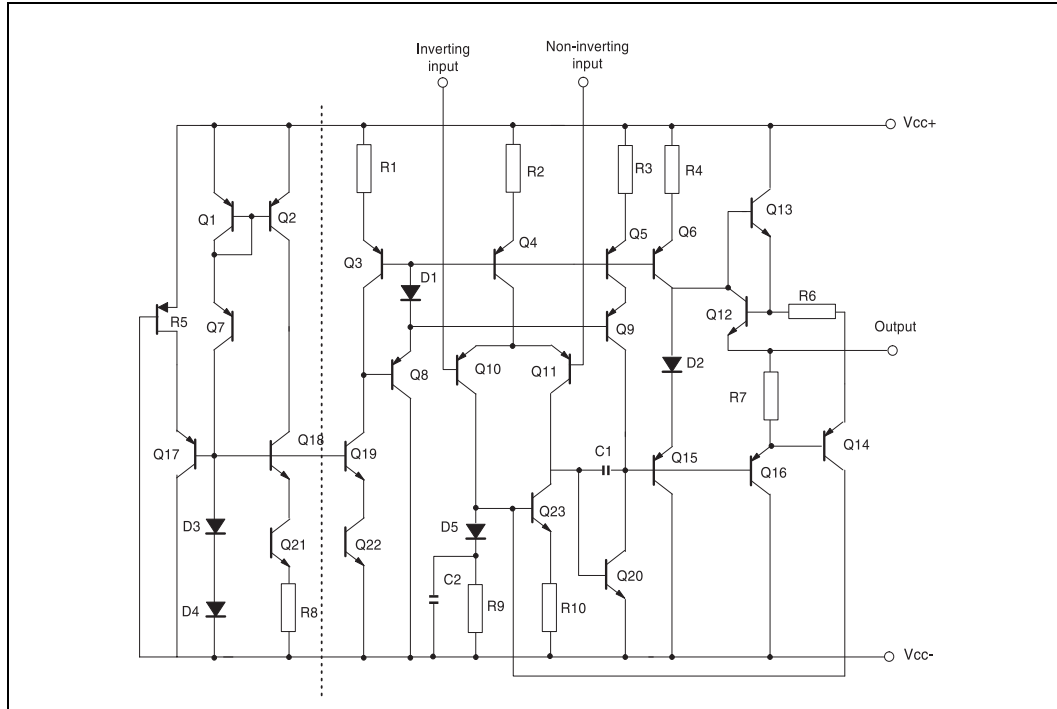 Inverting
input
Non-inverting
input
Vcc+
R1
R2
R3
R4
Q13
Q1
Q2
Q4
Q5
Q6
Q3
D1
R6
R5
Q7
Q12
Output
Q9
Q8
Q10
Q11
D2
R7
Q18
Q14
Q17
Q19
C1
Q15
Q16
D5
Q23
D3
Q21
Q22
C2
Q20
D4
R8
R9
R10
Vcc-